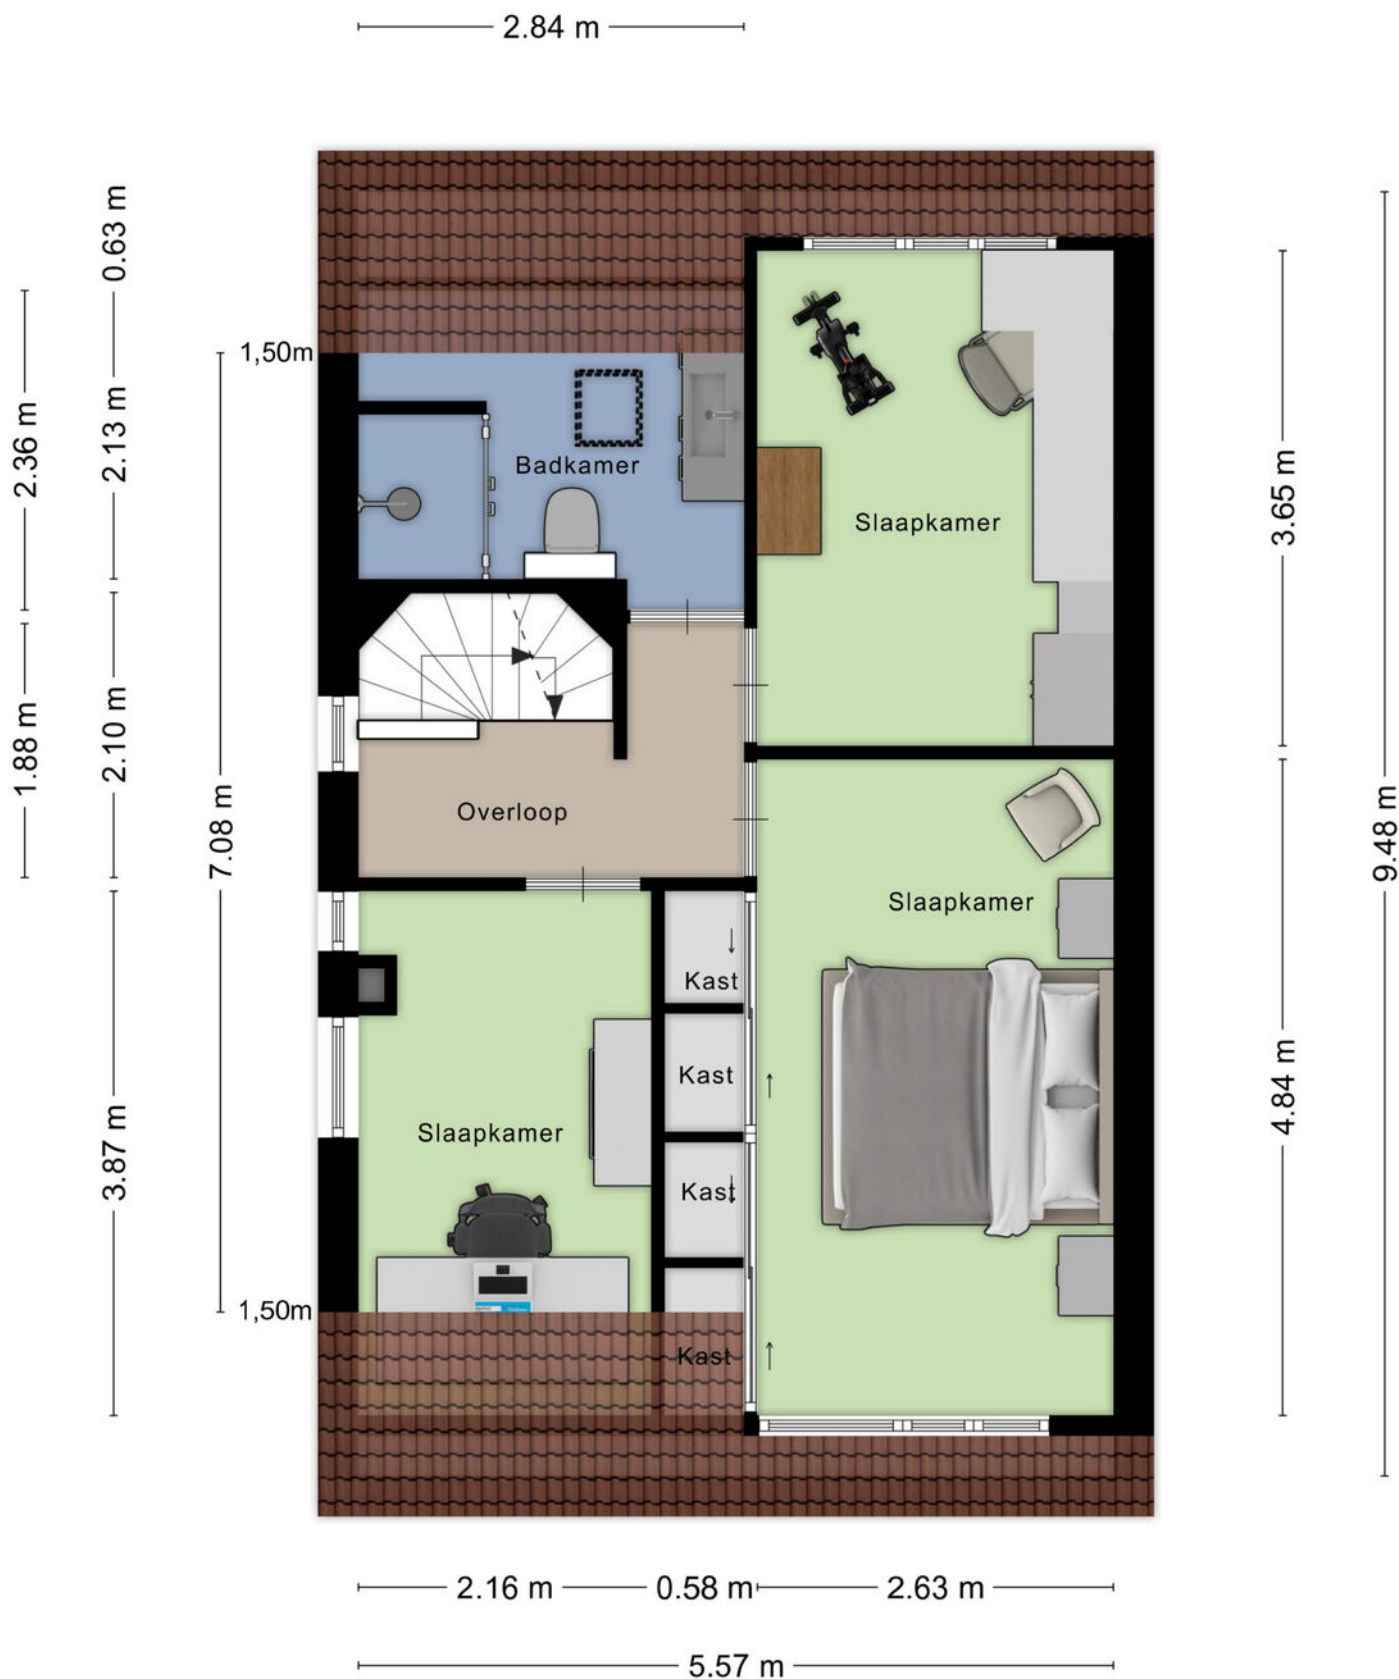 2.84 m
0.63 m
1,50m
2.36 m
2.13 m
Badkamer
3.65 m
Slaapkamer
1.88 m
2.10 m
7.08 m
Overloop
9.48 m
Slaapkamer
Kast
Kast
4.84 m
Slaapkamer
3.87 m
Kast
1,50m
Kast
2.16 m
0.58 m
2.63 m
5.57 m